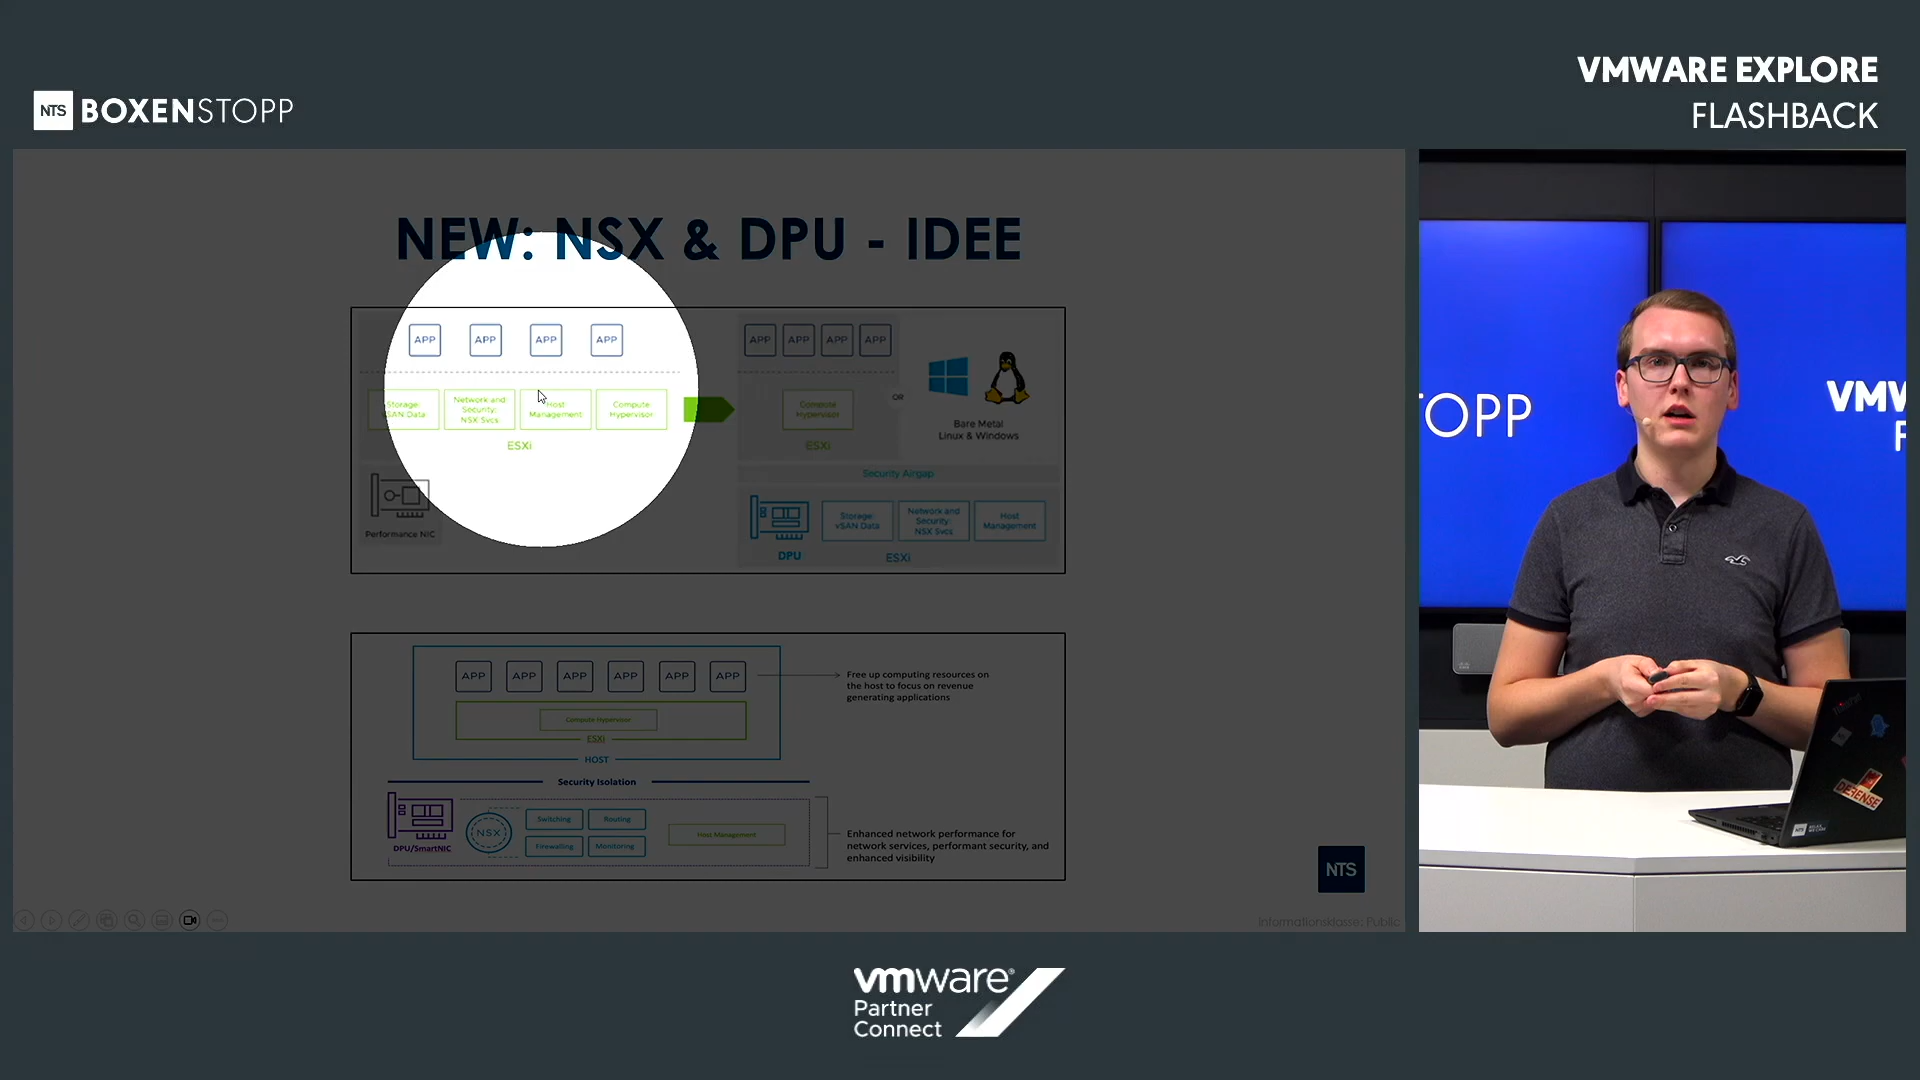 NTS BOXENSTOPP
VMWARE EXPLORE
FLASHBACK
NEW: NSX & DPU - IDEE
APP APP APP APP
Storage:
vSAN Data
Network and
Security:
NSX Svcs
Host
Management
Compute
Hypervisor
ESXi
Performance NIC
APP APP APP APP
Compute
Hypervisor
ESXi
OR
Bare Metal
Linux & Windows
Security Airgap
DPU
Storage:
vSAN Data
Network and
Security:
NSX Svcs
Host
Management
ESXi
APP APP APP APP APP APP
Compute Hypervisor
ESXi
HOST
Free up computing resources on
the host to focus on revenue
generating applications
Security Isolation
DPU/SmartNIC
NSX
Switching
Routing
Firewalling
Monitoring
Host Management
Enhanced network performance for
network services, performant security, and
enhanced visibility
NTS
Informationsklasse: Public
TOPP
VMW
F
DEFENSE
NTS
vmware®
Partner
Connect